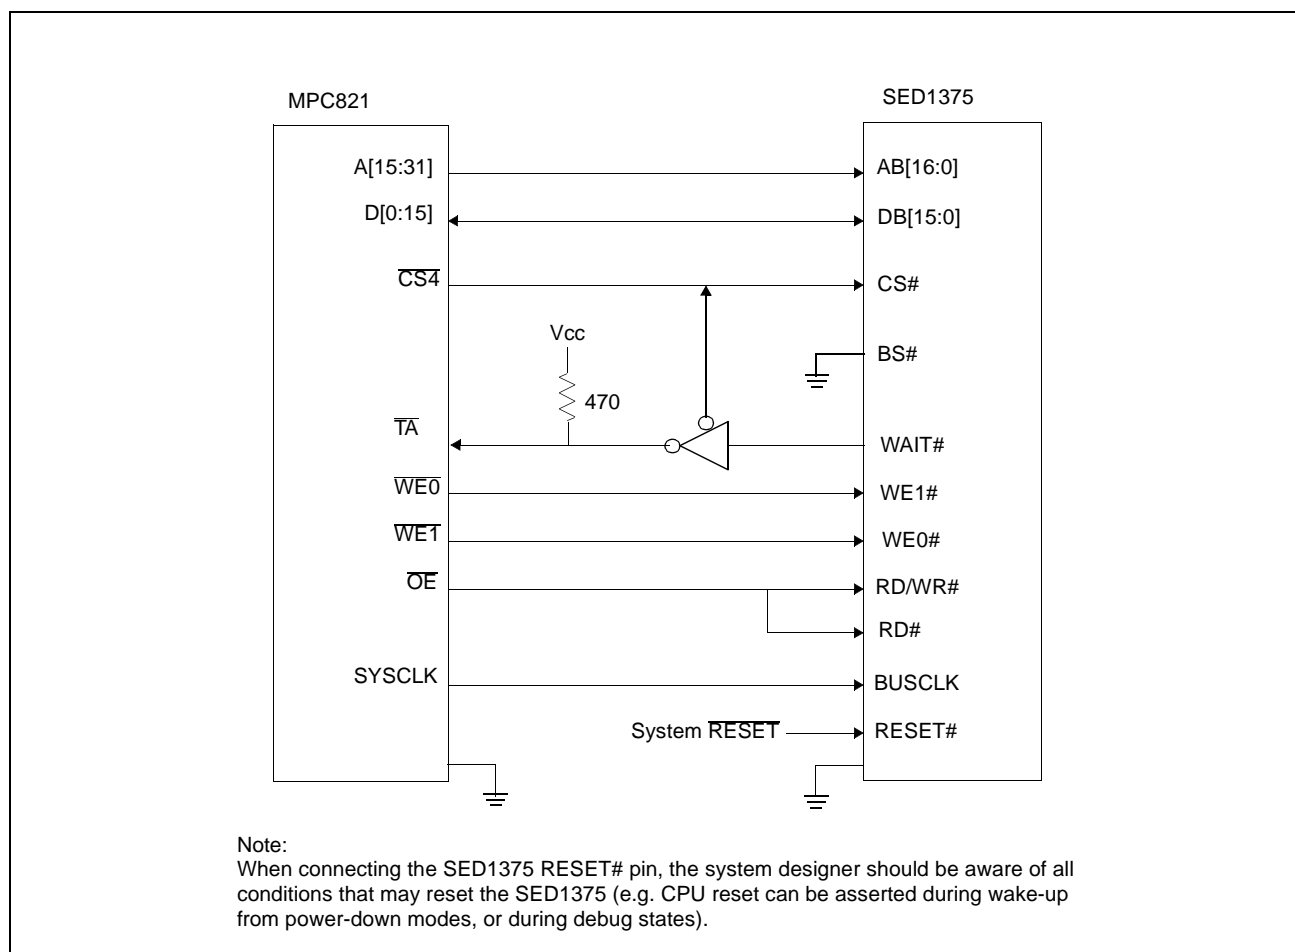 MPC821
SED1375
A[15:31]
AB[16:0]
D[0:15]
DB[15:0]
CS4
CS#
Vcc
BS#
470
TA
WAIT#
WE0
WE1#
WE1
WE0#
OE
RD/WR#
RD#
SYSCLK
BUSCLK
System RESET
RESET#
Note:
When connecting the SED1375 RESET# pin, the system designer should be aware of all
conditions that may reset the SED1375 (e.g. CPU reset can be asserted during wake-up
from power-down modes, or during debug states).